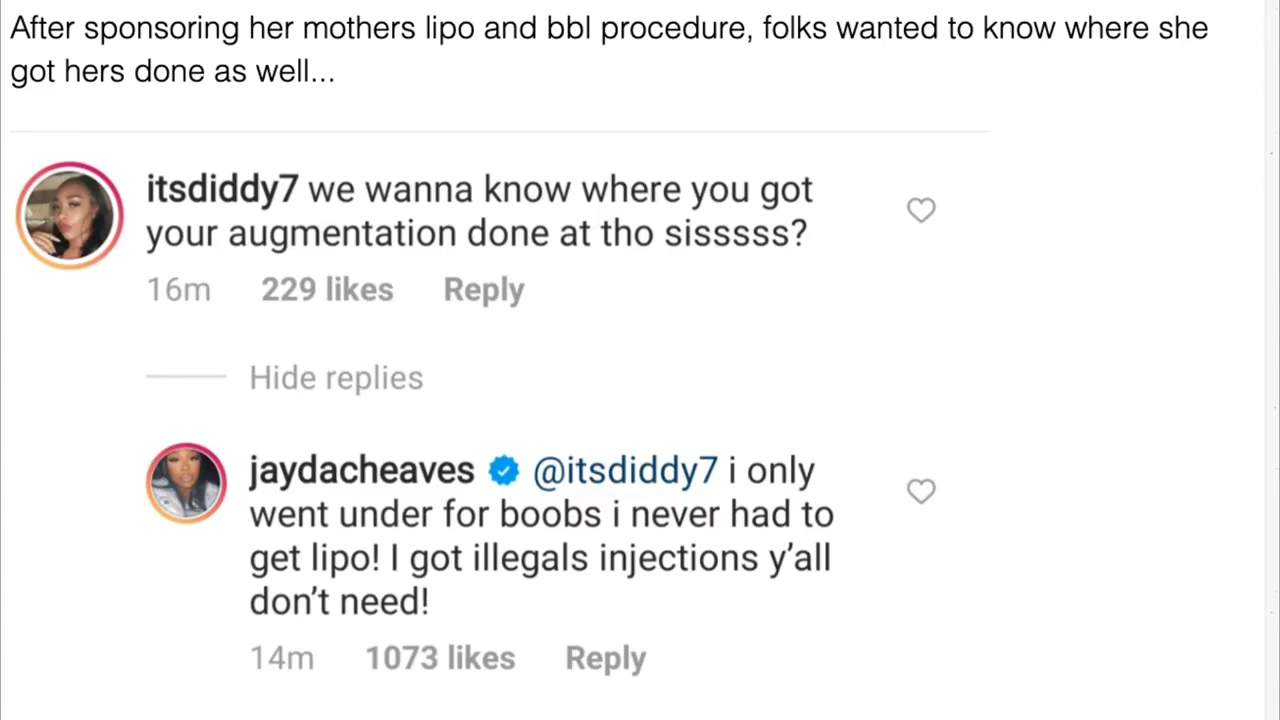 After sponsoring her mothers lipo and bbl procedure, folks wanted to know where she
got hers done as well...
itsdiddy7 we wanna know where you got
your augmentation done at tho sisssss?
16m 229 likes Reply
Hide replies
jaydacheaves @itsdiddy7 i only
went under for boobs i never had to
get lipo! I got illegals injections y’all
don’t need!
14m 1073 likes Reply